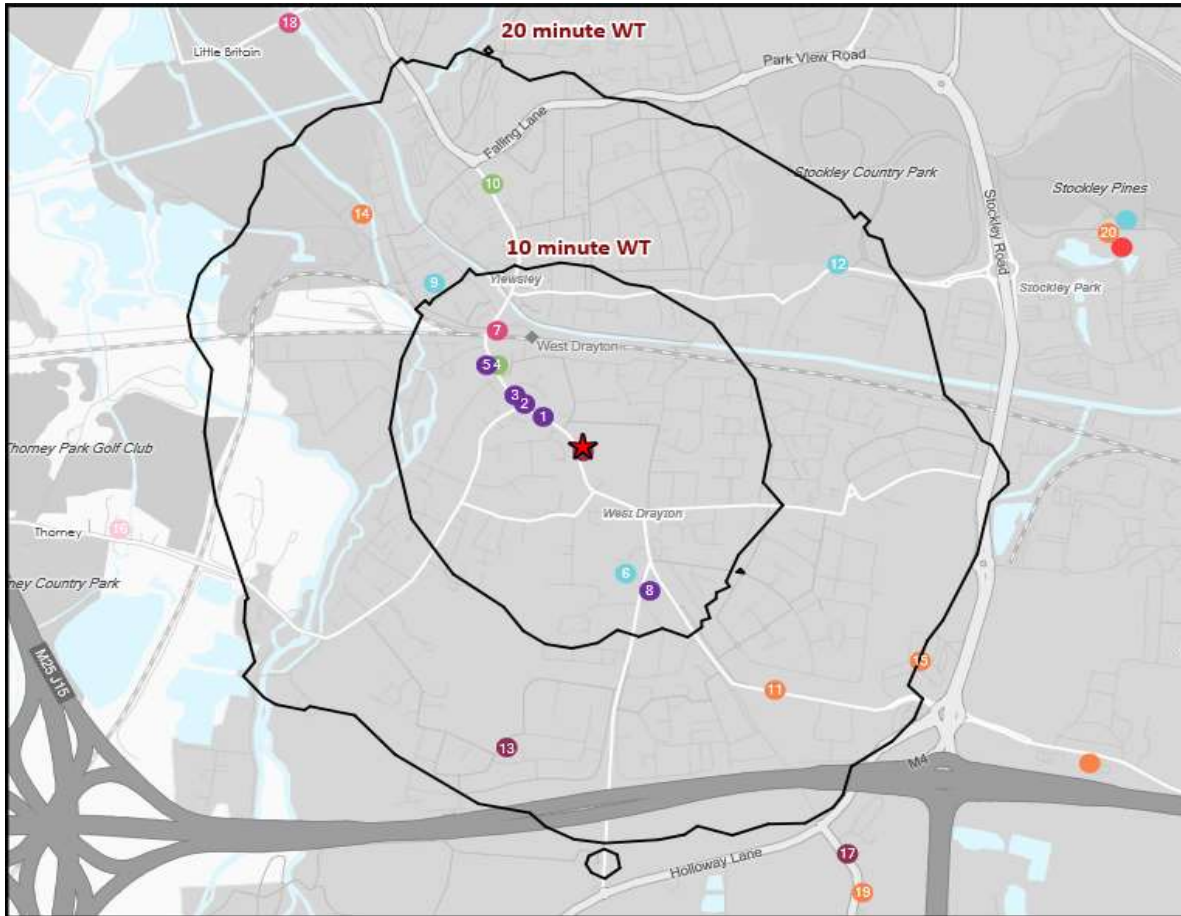 20 minute WT
18
Little Britain
Park View Road
Falling Lane
10
Stockley Country Park
Stockley Pines
14
20
10 minute WT
Stockley Road
12
9
Yiewsley
Stockley Park
7
West Drayton
5
4
3
2
1
Thorney Park Golf Club
West Drayton
16
Thorney
6
ney Country Park
8
M25 J15
15
11
13
M4
17
Holloway Lane
19